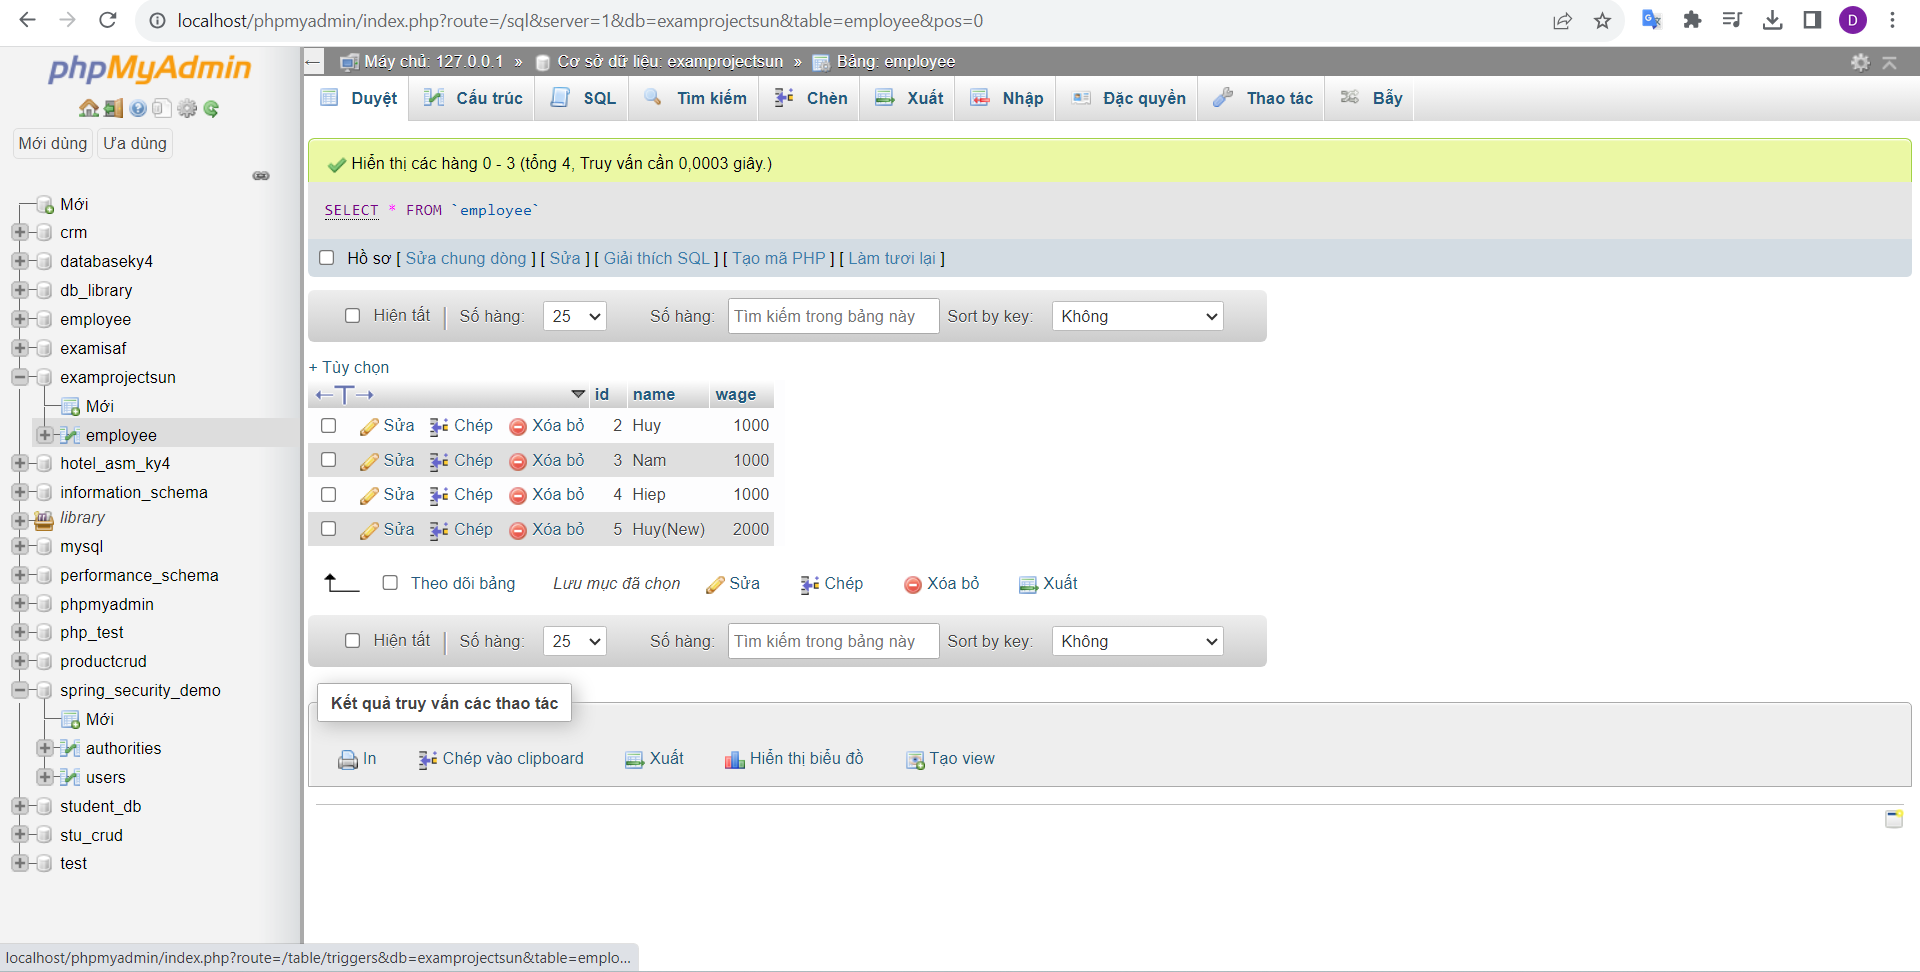 localhost/phpmyadmin/index.php?route=/sql&server=1&db=examprojectsun&table=employee&pos=0
D
phpMyAdmin
Mới dùng
Ưa dùng
Mới
crm
databaseky4
db_library
employee
examisaf
examprojectsun
Mới
employee
hotel_asm_ky4
information_schema
library
mysql
performance_schema
phpmyadmin
php_test
productcrud
spring_security_demo
Mới
authorities
users
student_db
stu_crud
test
Máy chủ: 127.0.0.1 » Cơ sở dữ liệu: examprojectsun » Bảng: employee
Duyệt Cấu trúc SQL Tìm kiếm Chèn Xuất Nhập Đặc quyền Thao tác Bẫy
Hiển thị các hàng 0 - 3 (tổng 4, Truy vấn cần 0,0003 giây.)
SELECT * FROM `employee`
Hồ sơ [ Sửa chung dòng ] [ Sửa ] [ Giải thích SQL ] [ Tạo mã PHP ] [ Làm tươi lại ]
Hiện tất Số hàng: 25 Số hàng: Tìm kiếm trong bảng này Sort by key: Không
+ Tùy chọn
←T→ id name wage
Sửa Chép Xóa bỏ 2 Huy 1000
Sửa Chép Xóa bỏ 3 Nam 1000
Sửa Chép Xóa bỏ 4 Hiep 1000
Sửa Chép Xóa bỏ 5 Huy(New) 2000
Theo dõi bảng Lưu mục đã chọn Sửa Chép Xóa bỏ Xuất
Hiện tất Số hàng: 25 Số hàng: Tìm kiếm trong bảng này Sort by key: Không
Kết quả truy vấn các thao tác
In Chép vào clipboard Xuất Hiển thị biểu đồ Tạo view
localhost/phpmyadmin/index.php?route=/table/triggers&db=examprojectsun&table=emplo...